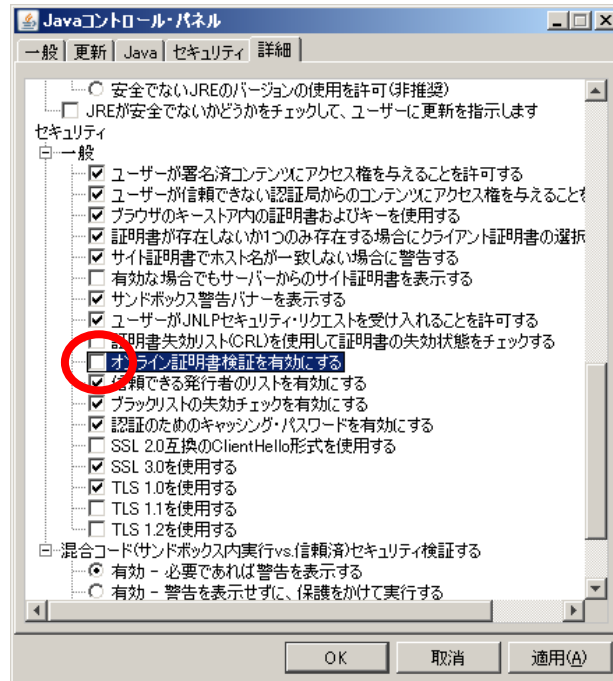 Javaコントロール・パネル
一般 更新 Java セキュリティ 詳細
安全でないJREのバージョンの使用を許可(非推奨)
JREが安全でないかどうかをチェックして、ユーザーに更新を指示します
セキュリティ
一般
ユーザーが署名済コンテンツにアクセス権を与えることを許可する
ユーザーが信頼できない認証局からのコンテンツにアクセス権を与えることを
ブラウザのキーストア内の証明書およびキーを使用する
証明書が存在しないか1つのみ存在する場合にクライアント証明書の選択
サイト証明書でホスト名が一致しない場合に警告する
有効な場合でもサーバーからのサイト証明書を表示する
サンドボックス警告バナーを表示する
ユーザーがJNLPセキュリティ・リクエストを受け入れることを許可する
証明書失効リスト(CRL)を使用して証明書の失効状態をチェックする
オンライン証明書検証を有効にする
信頼できる発行者のリストを有効にする
ブラックリストの失効チェックを有効にする
認証のためのキャッシング・パスワードを有効にする
SSL 2.0互換のClientHello形式を使用する
SSL 3.0を使用する
TLS 1.0を使用する
TLS 1.1を使用する
TLS 1.2を使用する
混合コード(サンドボックス内実行vs.信頼済)セキュリティ検証する
有効 - 必要であれば警告を表示する
有効 - 警告を表示せずに、保護をかけて実行する
OK 取消 適用(A)